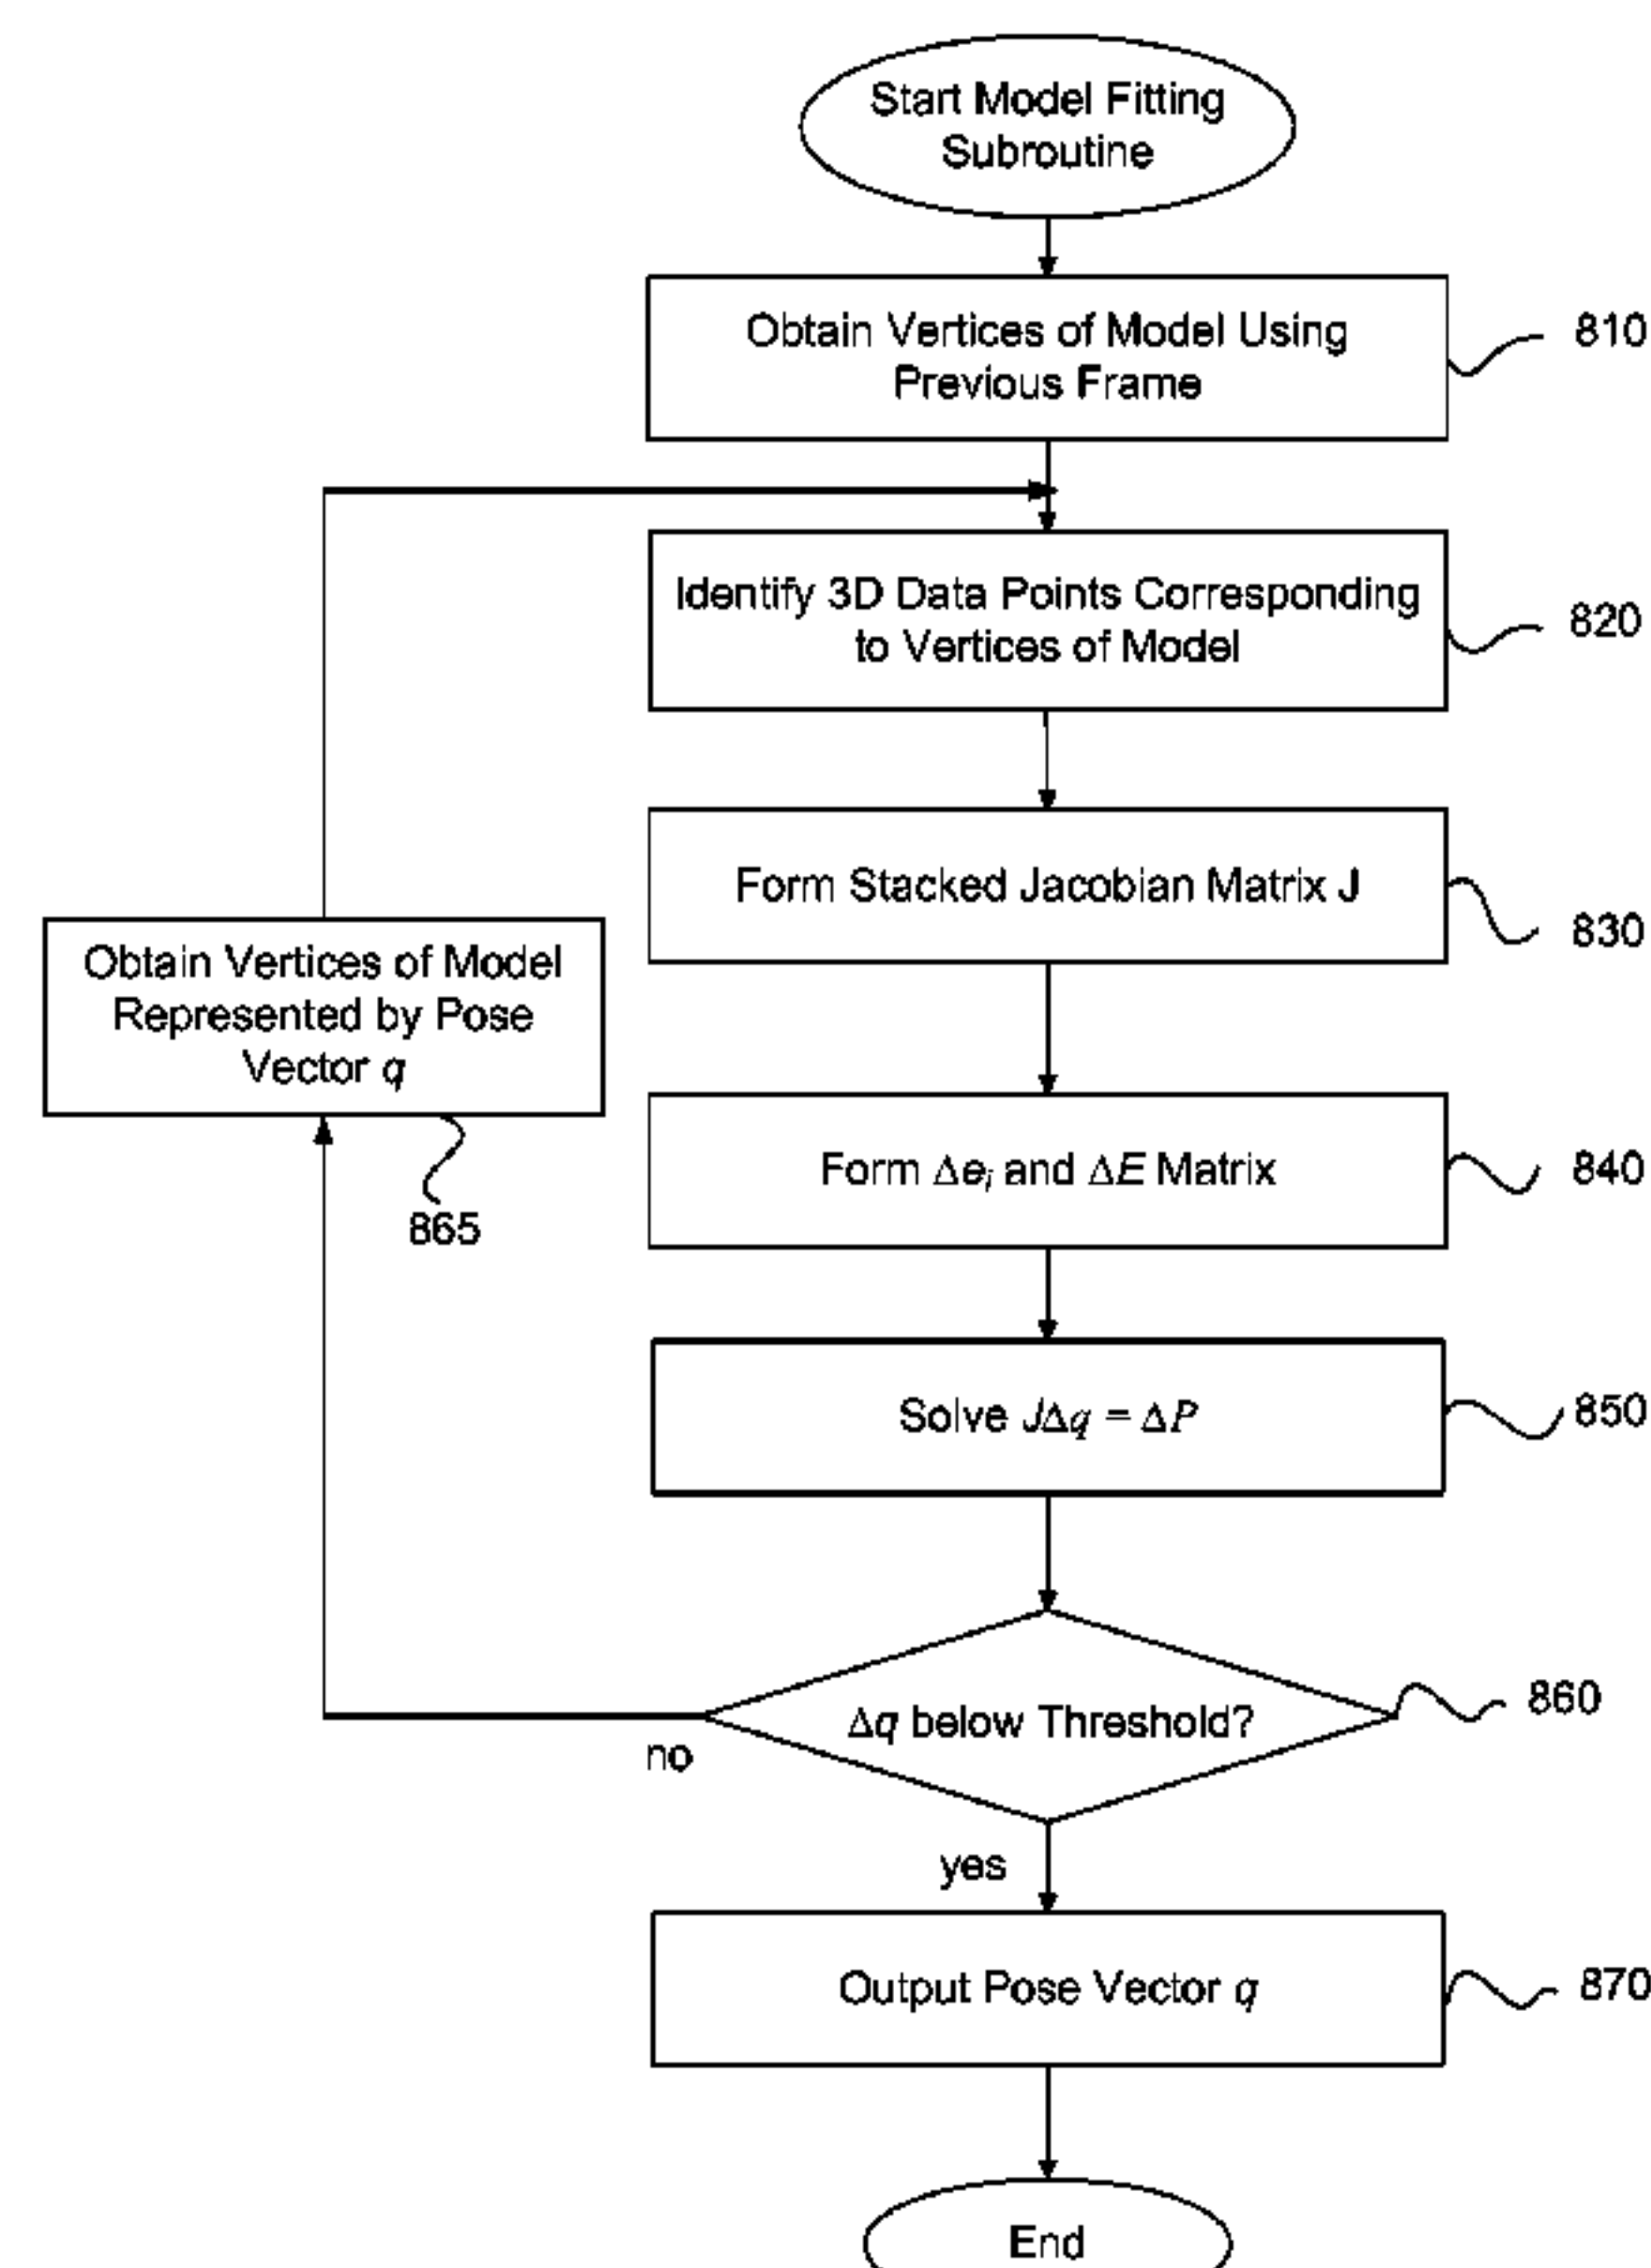 Start Model Fitting
Subroutine
Obtain Vertices of Model Using
Previous Frame
810
Identify 3D Data Points Corresponding
to Vertices of Model
820
Form Stacked Jacobian Matrix J
830
Obtain Vertices of Model
Represented by Pose
Vector q
865
Form Δeᵢ and ΔE Matrix
840
Solve JΔq = ΔP
850
Δq below Threshold?
860
no
yes
Output Pose Vector q
870
End